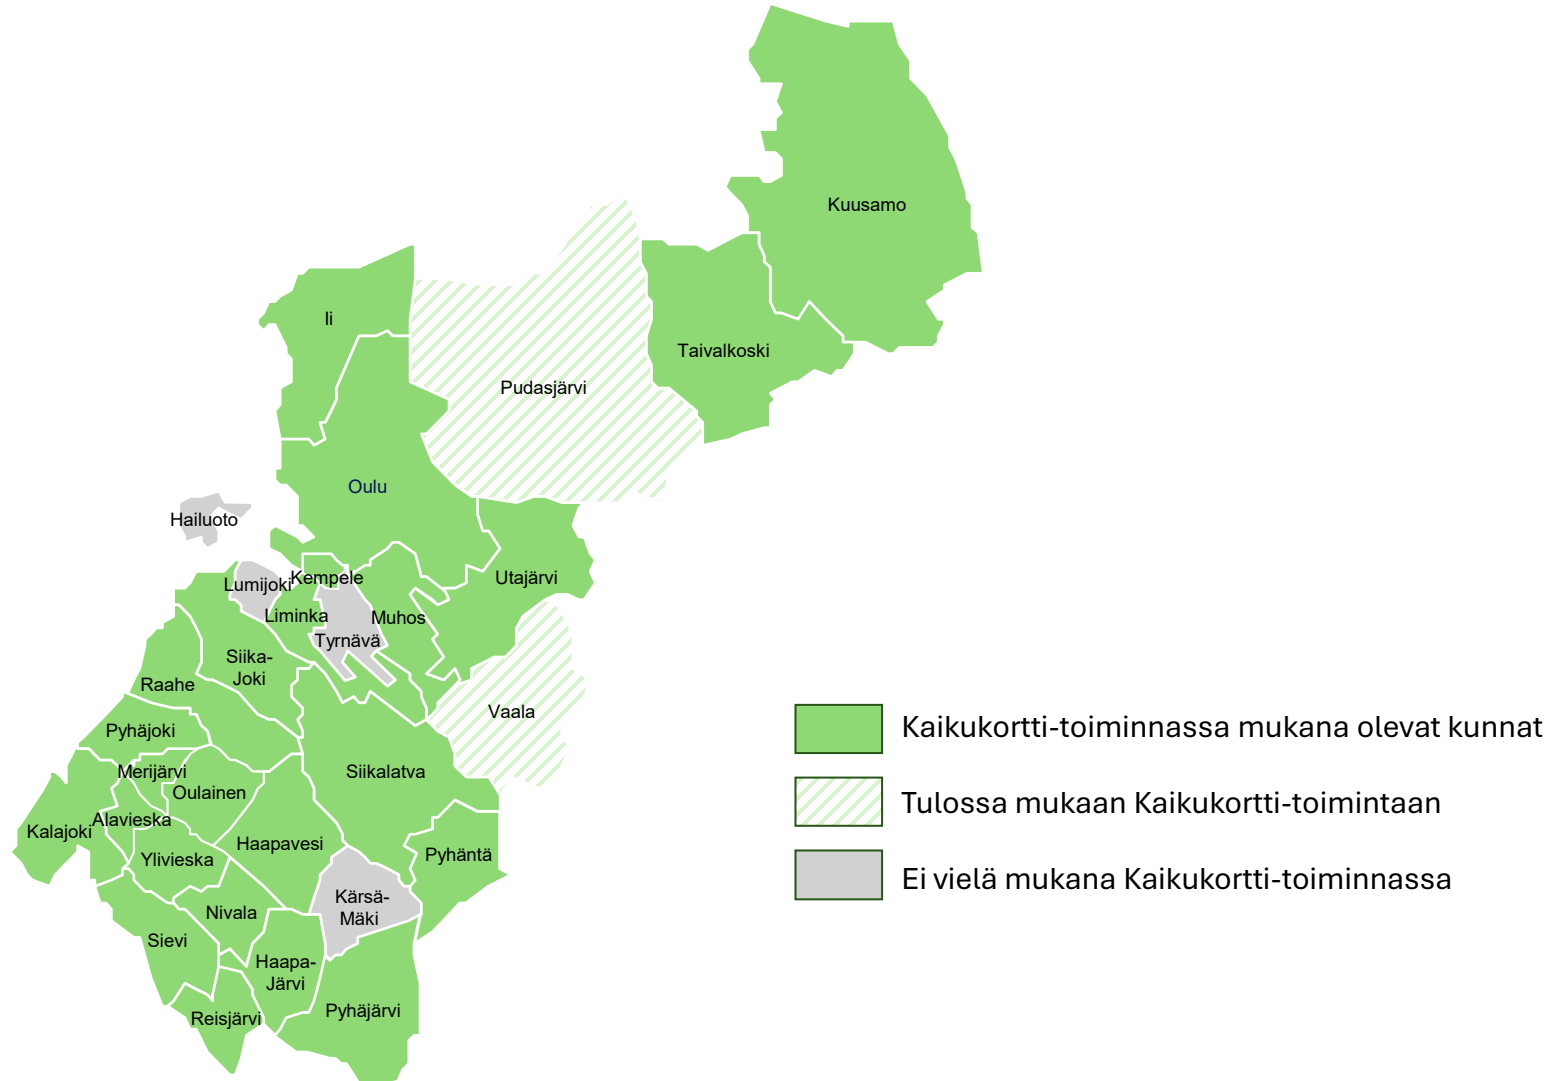 Kuusamo
Ii
Taivalkoski
Pudasjärvi
Oulu
Hailuoto
Utajärvi
Kempele
Lumijoki
Liminka
Muhos
Tyrnävä
Siika-
Joki
Raahe
Vaala
Pyhäjoki
Merijärvi
Siikalatva
Oulainen
Alavieska
Kalajoki
Haapavesi
Pyhäntä
Ylivieska
Kärsä-
Mäki
Nivala
Sievi
Haapa-
Järvi
Pyhäjärvi
Reisjärvi
Kaikukortti-toiminnassa mukana olevat kunnat
Tulossa mukaan Kaikukortti-toimintaan
Ei vielä mukana Kaikukortti-toiminnassa